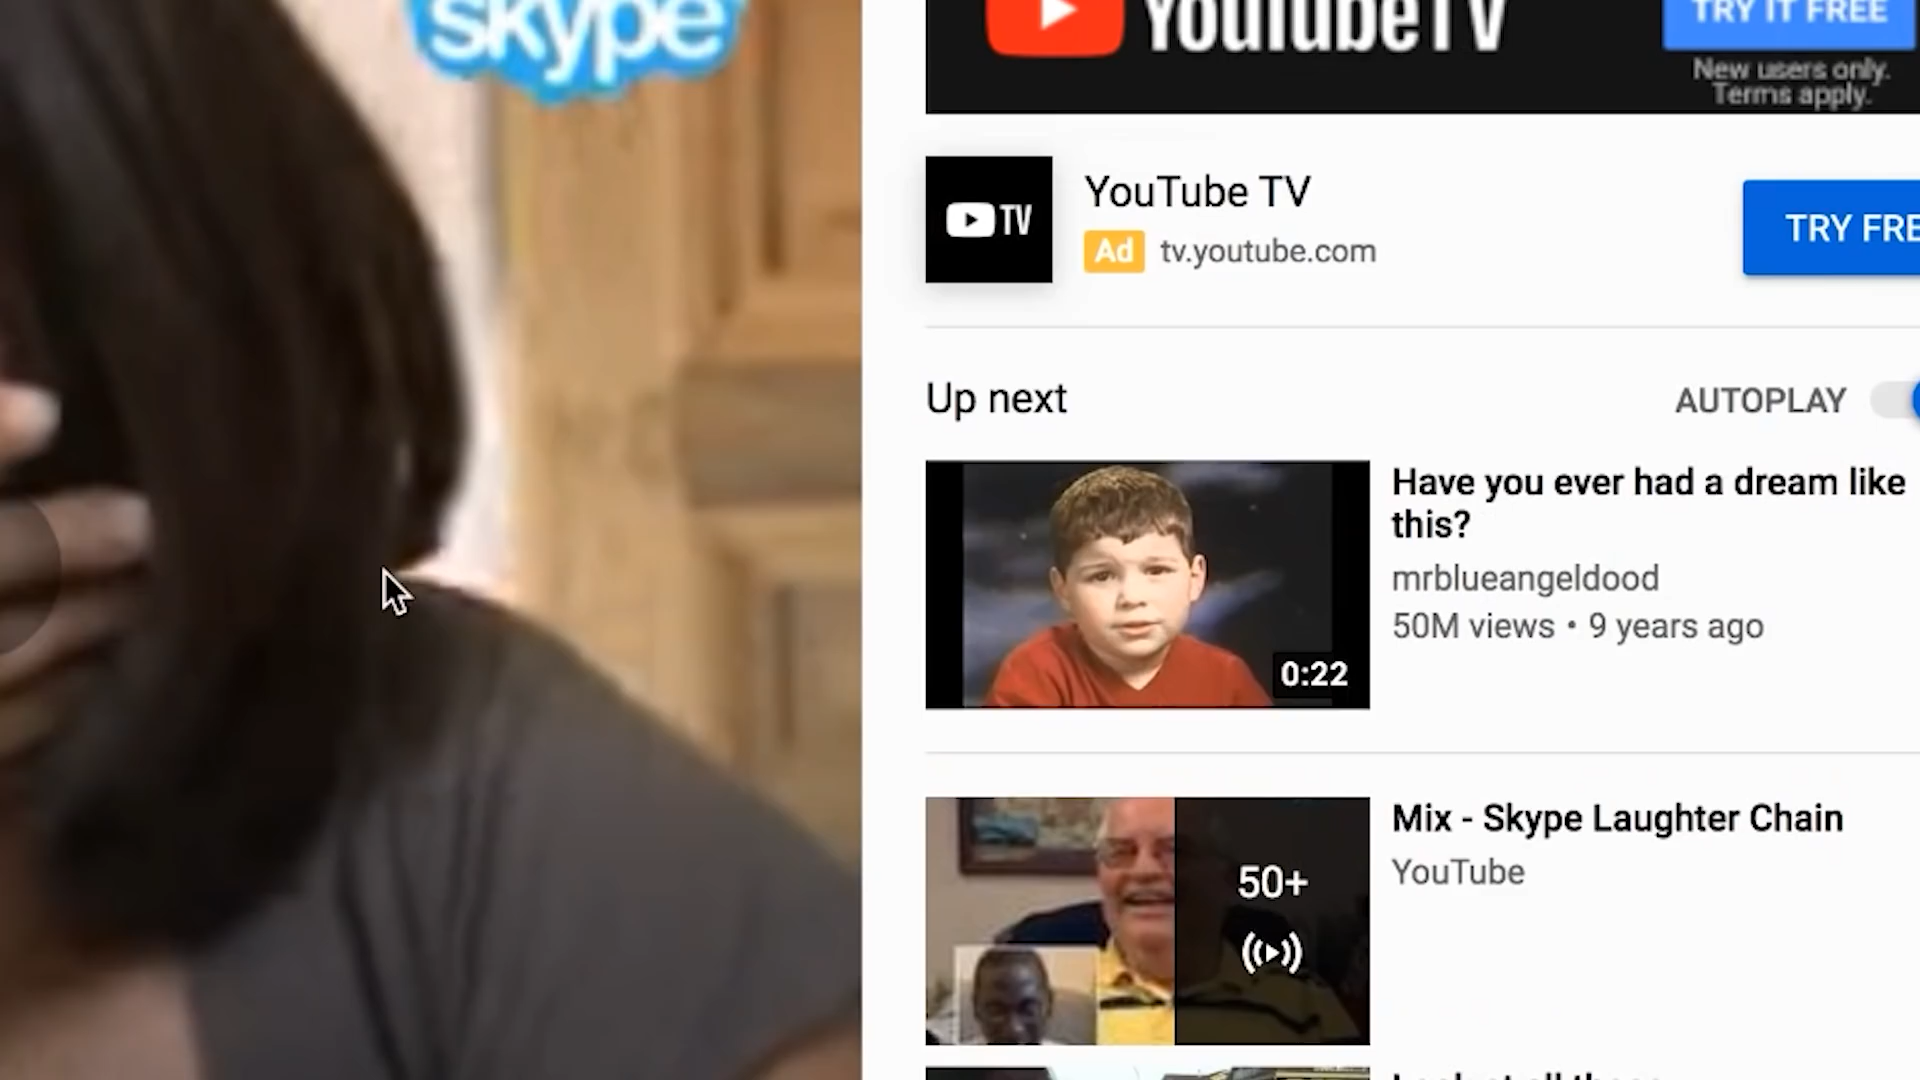 skype
YouTubeTV
TRY IT FREE
New users only.
Terms apply.
TV
YouTube TV
Ad tv.youtube.com
TRY FRE
Up next
AUTOPLAY
Have you ever had a dream like
this?
mrblueangeldood
50M views • 9 years ago
0:22
Mix - Skype Laughter Chain
YouTube
50+